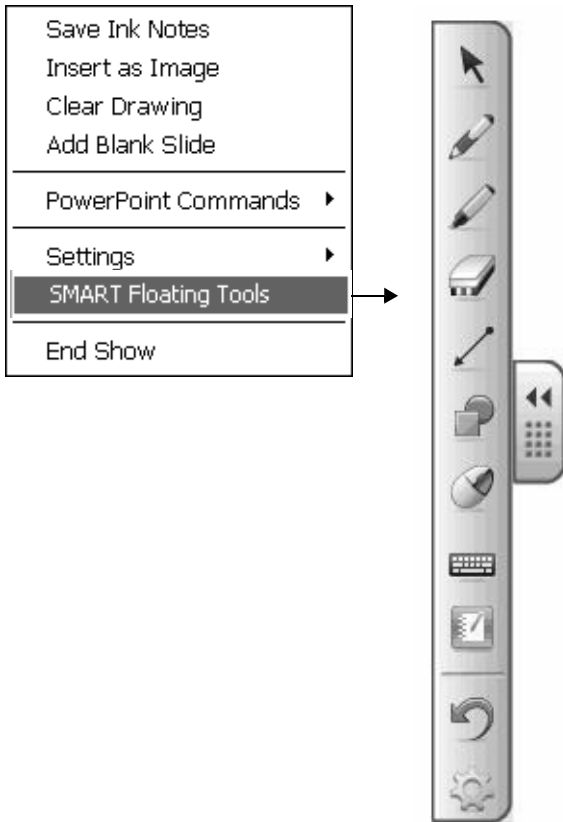 Save Ink Notes
Insert as Image
Clear Drawing
Add Blank Slide
PowerPoint Commands
Settings
SMART Floating Tools
End Show